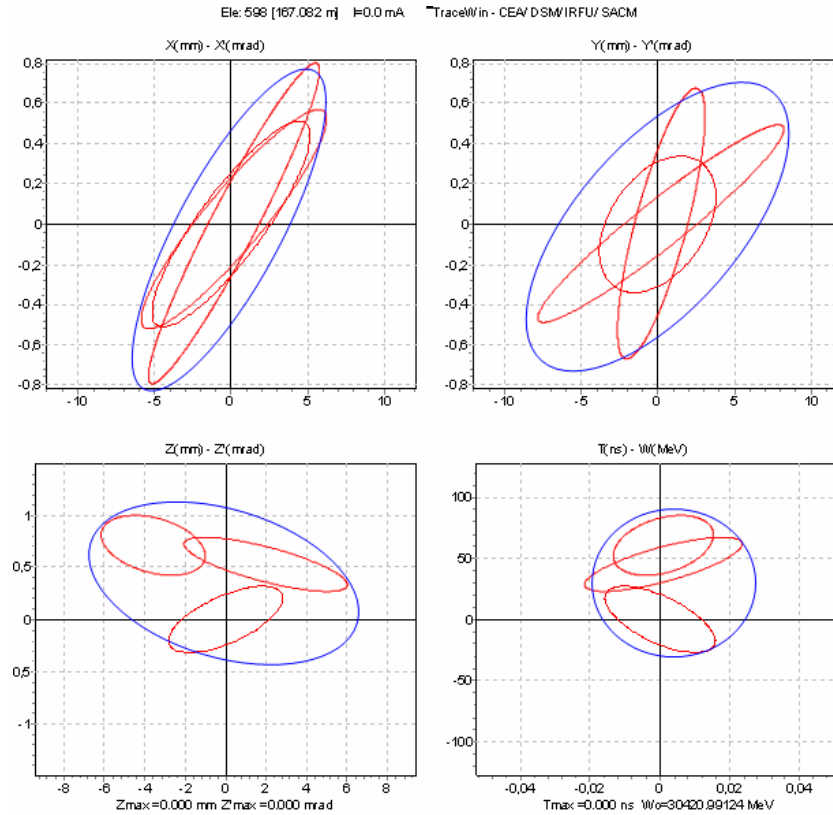 Ele: 598 [167.082 m] I=0.0 mA TraceWin - CEA/ DSM/ IRFU/ SACM
X(mm) - X'(mrad) Y(mm) - Y'(mrad)
0,8 0,8
0,6 0,6
0,4 0,4
0,2 0,2
0 0
-0,2 -0,2
-0,4 -0,4
-0,6 -0,6
-0,8 -0,8
-10 -5 0 5 10 -10 -5 0 5 10
Z(mm) - Z'(mrad) T(ns) - W(MeV)
1 100
0,5 50
0 0
0,5 -50
-1 -100
-8 -6 -4 -2 0 2 4 6 8 -0,04 -0,02 0 0,02 0,04
Zmax =0.000 mm Z'max =0.000 mrad Tmax =0.000 ns Wo=30420.99124 MeV